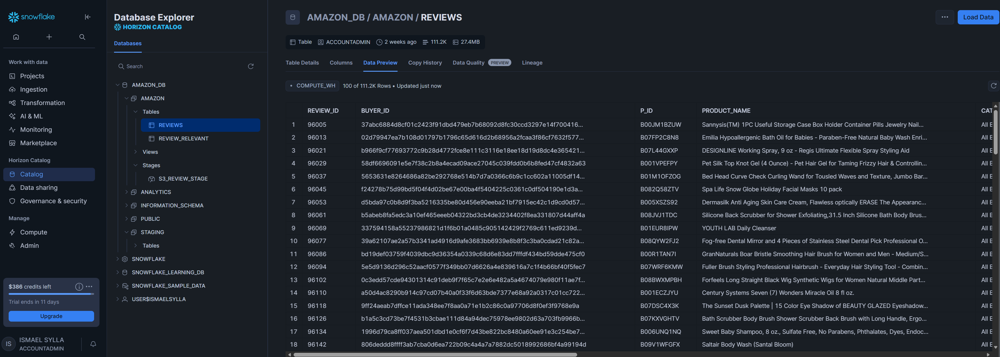 snowflake
Work with data
Projects
Ingestion
Transformation
AI & ML
Monitoring
Marketplace
Horizon Catalog
Catalog
Data sharing
Governance & security
Manage
Compute
Admin
$386 credits left
Trial ends in 11 days
Upgrade
IS
ISMAEL SYLLA
ACCOUNTADMIN
Database Explorer
HORIZON CATALOG
Databases
Search
AMAZON_DB
AMAZON
Tables
REVIEWS
REVIEW_RELEVANT
Views
Stages
S3_REVIEW_STAGE
ANALYTICS
INFORMATION_SCHEMA
PUBLIC
STAGING
Tables
SNOWFLAKE
SNOWFLAKE_LEARNING_DB
SNOWFLAKE_SAMPLE_DATA
USER$ISMAELSYLLA
AMAZON_DB / AMAZON / REVIEWS
... Load Data
Table ACCOUNTADMIN 2 weeks ago 111.2K 27.4MB
Table Details Columns Data Preview Copy History Data Quality PREVIEW Lineage
• COMPUTE_WH 100 of 111.2K Rows • Updated just now
REVIEW_ID BUYER_ID P_ID PRODUCT_NAME CAT
1 96005 37abc6884d8cf01c2423f91dbd479eb7b68092d8fc30ccd3297e14f700416... B00JM1BZUW Sannysis(TM) 1PC Useful Storage Case Box Holder Container Pills Jewelry Nail... All B
2 96013 02d79947ea7b108d01797b1796c65d616d2b68956a2fcaa3f86cf7632f577... B07FP2C8N8 Emilia Hypoallergenic Bath Oil for Babies - Paraben-Free Natural Baby Wash Enri... All B
3 96021 b966f9cf77693772c9b28d4772fce8e111c3116e18ee18d19d8dc4e365421... B07L44GXXP DESIGNLINE Working Spray, 9 oz - Regis Ultimate Flexible Spray Styling Aid All B
4 96029 58df6696091e5e7f38c2b8a4ecad09ace27045c039fdd0b6b8fed47cf4832a63 B001VPEFPY Pet Silk Top Knot Gel (4 Ounce) - Pet Hair Gel for Taming Frizzy Hair & Controllin... All B
5 96037 5653631e8264686a82be292768e514b7d7a0366c6b9c1cc602a11005df14... B01M1OFZOG Bed Head Curve Check Curling Wand for Tousled Waves and Texture, Jumbo Bar... All B
6 96045 f24278b75d99bd5f04f4d02be67e00ba4f5404225c0361c0df504190e1d3a... B082Q58ZTV Spa Life Snow Globe Holiday Facial Masks 10 pack All B
7 96053 d5bda97c0b8d9f3ba5216335be80d456e90eeba21bf7915ec42c1d9cd0d57... B005XSZS92 Dermasilk Anti Aging Skin Care Cream, Flawless optically ERASE The Appearanc... All B
8 96061 b5abeb8fa5edc3a10ef465eeeb04322bd3cb4de3234402f8ea331807d44aff4a B08JVJ1TDC Silicone Back Scrubber for Shower Exfoliating,31.5 Inch Silicone Bath Body Brus... All B
9 96069 337594158a55237986821d1f6b01a0485c905142429f2769c611ed9239d... B01EUR8IPW YOUTH LAB Daily Cleanser All B
10 96077 39a62107ae2a57b3341ad4916d9afe3683bb6939e8b8f3c3ba0cdad21c82a... B08QYW2FJ2 Fog-free Dental Mirror and 4 Pieces of Stainless Steel Dental Pick Professional O... All B
11 96086 bd19def03759f4039dbc9d36354a0339c68d6e83dd7fffdf434bd59dde475cf0 B00R1TAN7I GranNaturals Boar Bristle Smoothing Hair Brush for Women and Men - Medium/S... All B
12 96094 5e5d9136d296c52aacf0577f349bb07d6626a4e839616a7c1f4b66bf40f5fec7 B07WRF6KMW Fuller Brush Styling Professional Hairbrush - Everyday Hair Styling Tool - Combin... All B
13 96102 0c3edd57cde94301314c91deb9f7f65c7e2e6e482a5a4674079e980f11ae7f... B08BWXMPBH Forfeels Long Straight Black Wig Synthetic Wigs for Women Natural Middle Part... All B
14 96110 a50d4ac8290b914c97cd07b40a0f33f6d63bde7377e68a92a0317c01cc722... B001ECZJYU Century Systems Seven (7) Wonders Miracle Oil 8 fl oz. All B
15 96118 9ff24aeab7dffce11ada348ee7f8aa0a71e1b2c86c0a97706d8f0ef3f9768e9a B07DSC4X3K The Sunset Dusk Palette | 15 Color Eye Shadow of BEAUTY GLAZED Eyeshadow... All B
16 96126 b1a5c3cd73be7f4531b3cbae111d84a94dec75978ee9802d63a703fb9966b... B07KXVGHTV Bath Scrubber Body Brush Shower Scrubber Back Brush with Long Handle, Ergo... All B
17 96134 1996d79ca8ff037aea501dbd1e0cf6f7d43be822bc8480a60ee91e3c254be7... B006UNQ1NQ Sweet Baby Shampoo, 8 oz., Sulfate Free, No Parabens, Phthalates, Dyes, Endoc... All B
18 96142 806deddd8ffff3ab7cba0d6ea722b09c4a4a7a7882dc5018992686bf4a99194d B09V1WFGFX Saltair Body Wash (Santal Bloom) All B